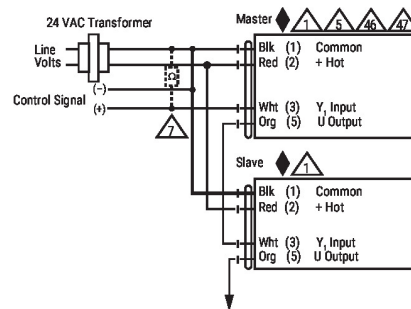 24 VAC Transformer
Master 1 5 46 47
Line
Volts
Blk (1) Common
Red (2) + Hot
(–)
Control Signal
(+)
Ω
Wht (3) Y, Input
Org (5) U Output
7
Slave 1
Blk (1) Common
Red (2) + Hot
Wht (3) Y, Input
Org (5) U Output